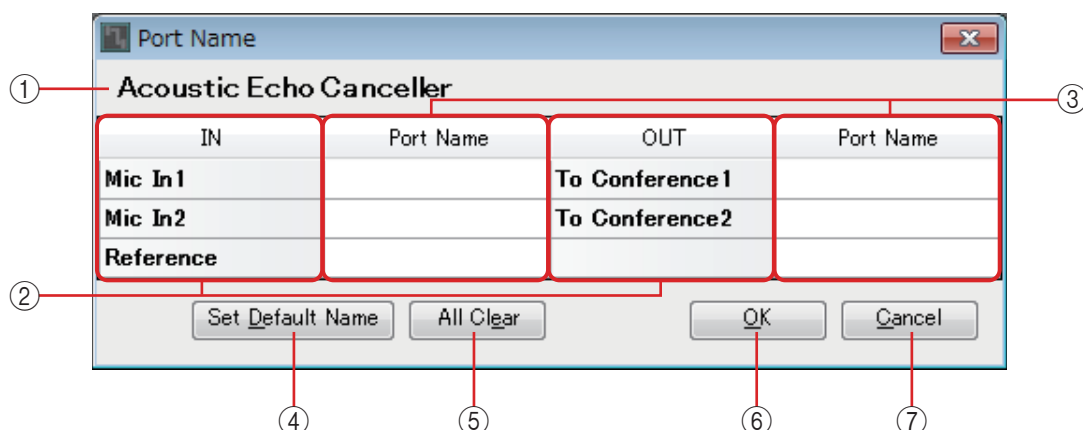 Port Name
① Acoustic Echo Canceller ③
IN Port Name OUT Port Name
Mic In1 To Conference1
Mic In2 To Conference2
Reference
②
Set Default Name All Clear OK Cancel
④ ⑤ ⑥ ⑦